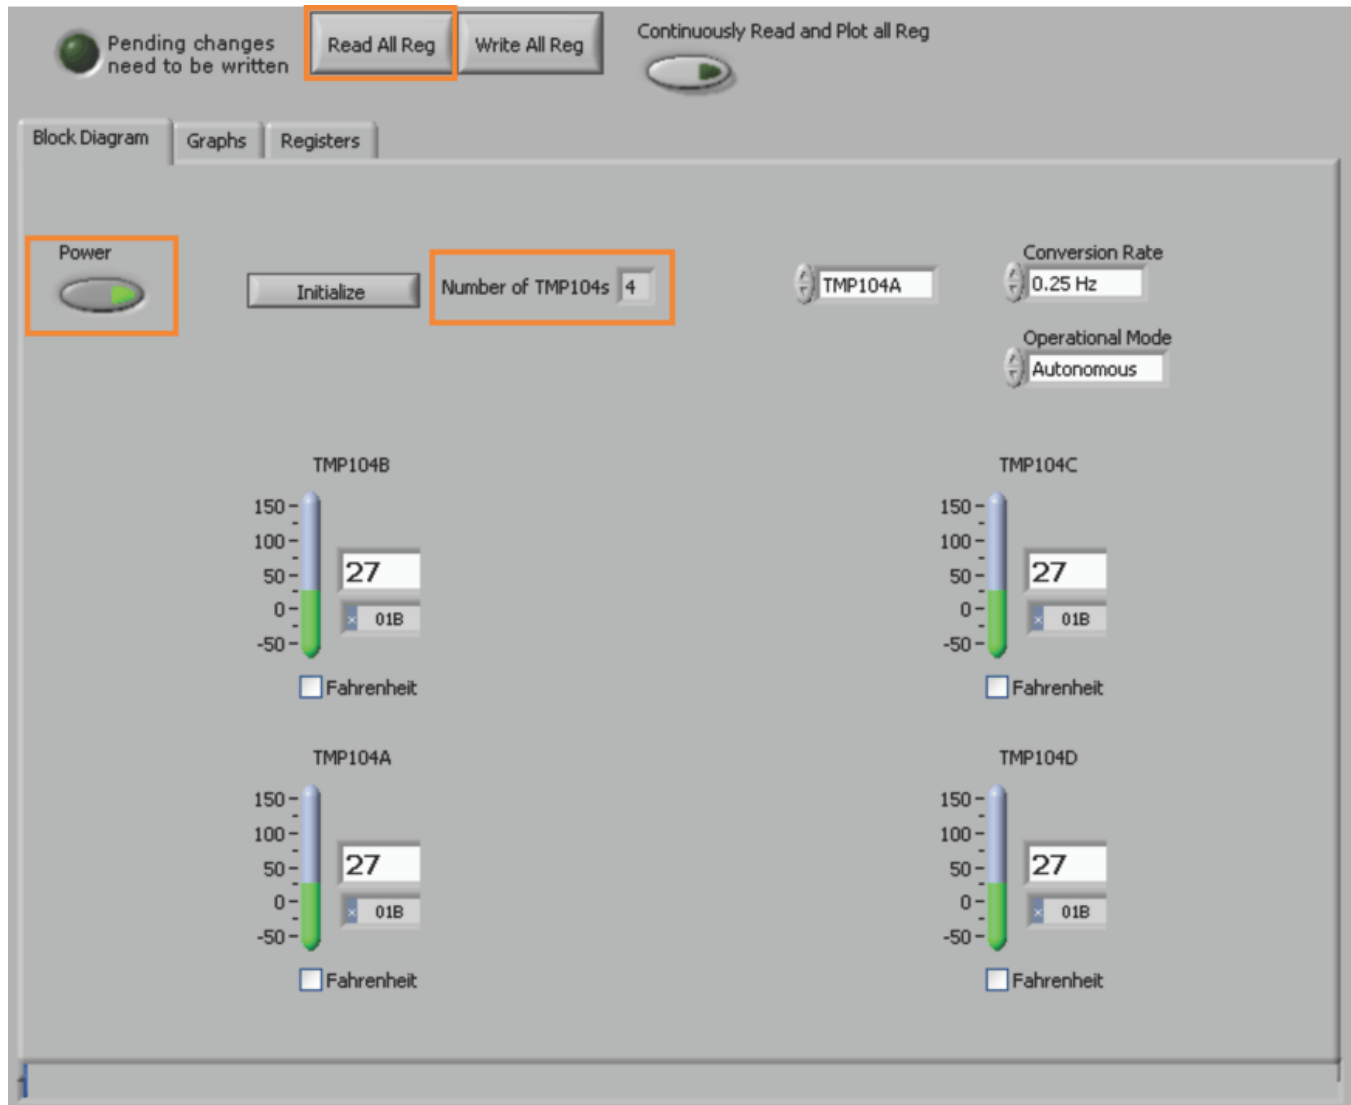 Pending changes
need to be written
Read All Reg
Write All Reg
Continuously Read and Plot all Reg
Block Diagram
Graphs
Registers
Power
Initialize
Number of TMP104s 4
TMP104A
Conversion Rate
0.25 Hz
Operational Mode
Autonomous
TMP104B
150
100
50
0
-50
27
x 01B
Fahrenheit
TMP104C
150
100
50
0
-50
27
x 01B
Fahrenheit
TMP104A
150
100
50
0
-50
27
x 01B
Fahrenheit
TMP104D
150
100
50
0
-50
27
x 01B
Fahrenheit